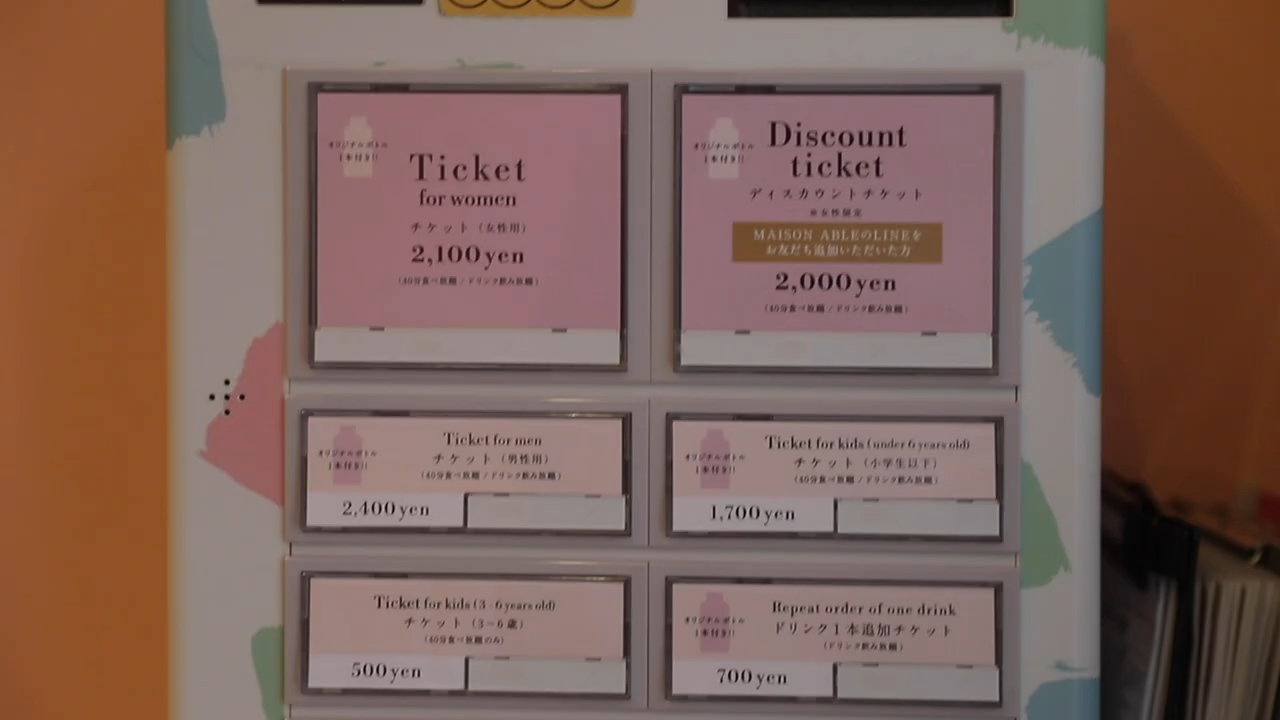 オリジナルボトル
1本付き!!
Ticket
for women
チケット（女性用）
2,100yen
(40分食べ放題 / ドリンク飲み放題)
オリジナルボトル
1本付き!!
Discount
ticket
ディスカウントチケット
※女性限定
MAISON ABLEのLINEを
お友だち追加いただいた方
2,000yen
(40分食べ放題 / ドリンク飲み放題)
オリジナルボトル
1本付き!!
Ticket for men
チケット（男性用）
(40分食べ放題 / ドリンク飲み放題)
2,400yen
オリジナルボトル
1本付き!!
Ticket for kids (under 6 years old)
チケット（小学生以下）
(40分食べ放題 / ドリンク飲み放題)
1,700yen
Ticket for kids (3 - 6 years old)
チケット（3〜6歳）
(40分食べ放題のみ)
500yen
オリジナルボトル
1本付き!!
Repeat order of one drink
ドリンク1本追加チケット
(ドリンク飲み放題)
700yen